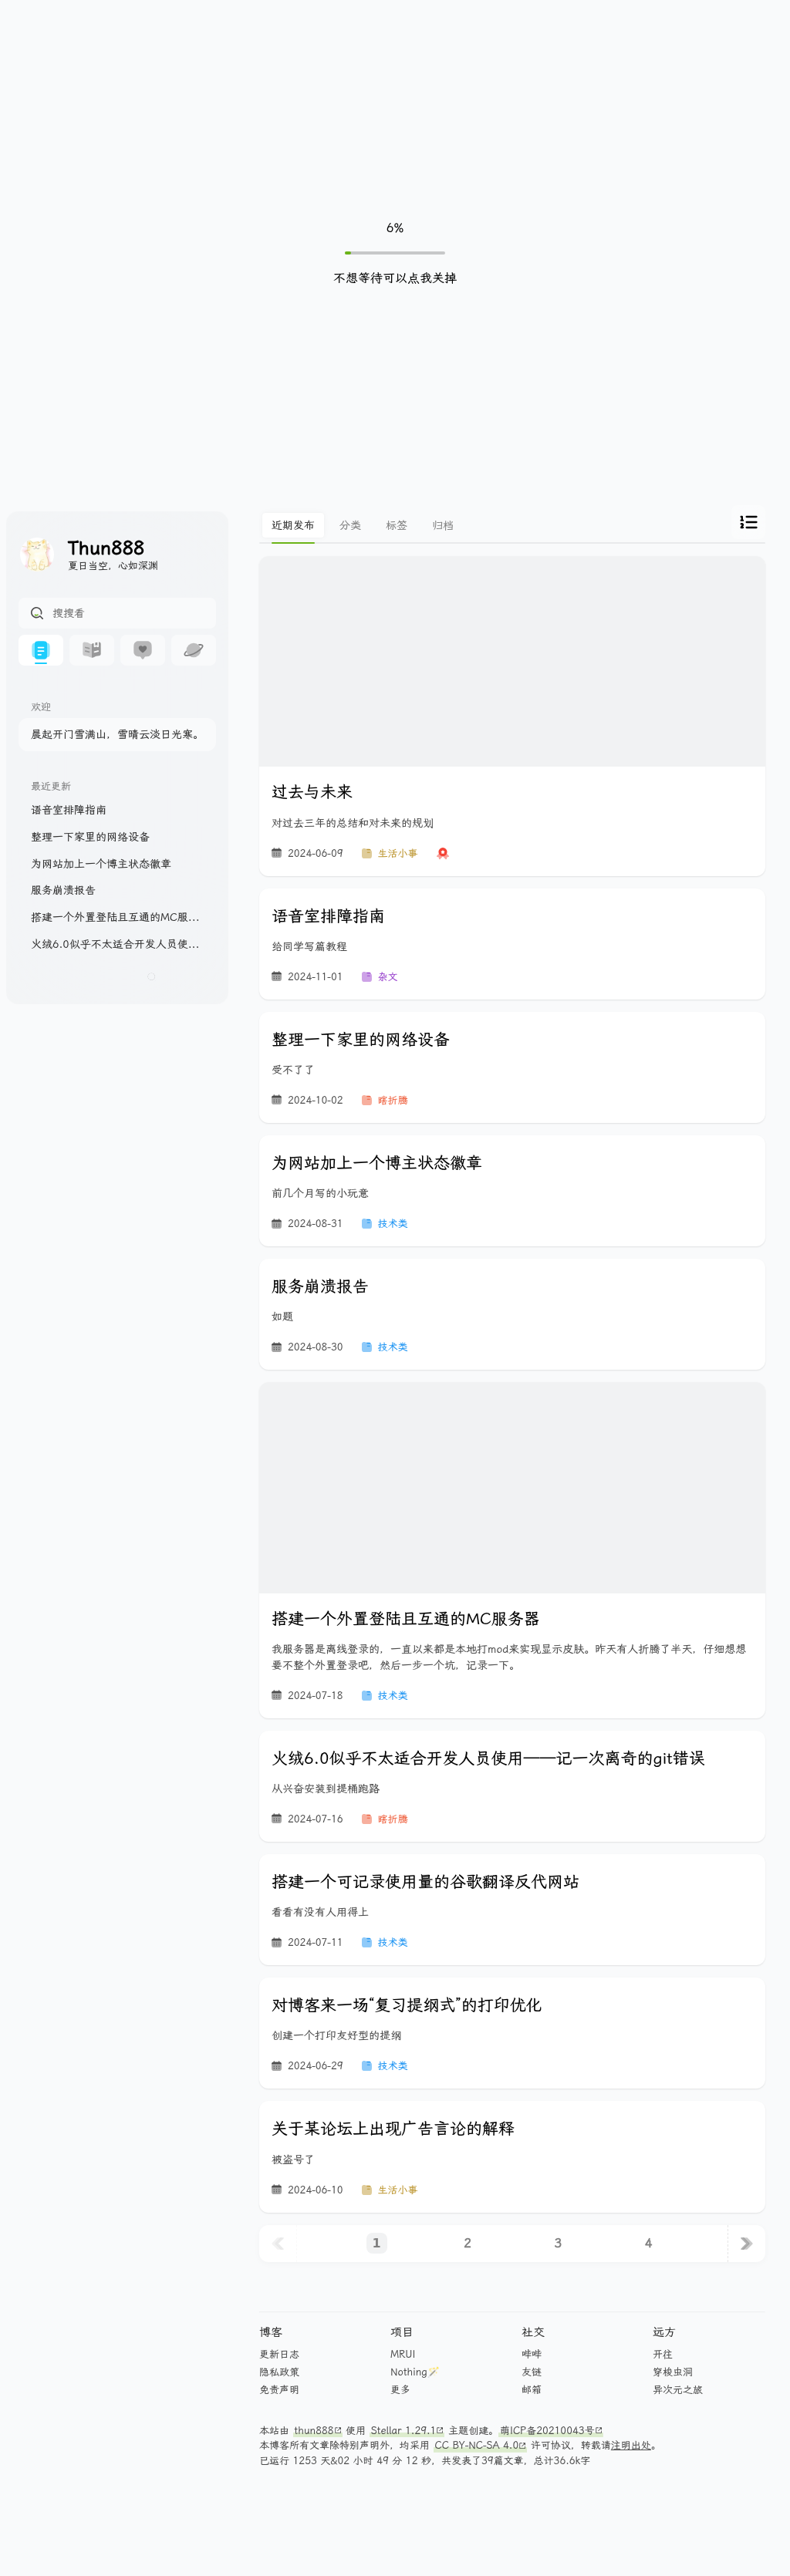 6%
不想等待可以点我关掉
Thun888
夏日当空，心如深渊
搜搜看
欢迎
晨起开门雪满山，雪晴云淡日光寒。
最近更新
语音室排障指南
整理一下家里的网络设备
为网站加上一个博主状态徽章
服务崩溃报告
搭建一个外置登陆且互通的MC服...
火绒6.0似乎不太适合开发人员使...
近期发布 分类 标签 归档
过去与未来
对过去三年的总结和对未来的规划
2024-06-09 生活小事
语音室排障指南
给同学写篇教程
2024-11-01 杂文
整理一下家里的网络设备
受不了了
2024-10-02 瞎折腾
为网站加上一个博主状态徽章
前几个月写的小玩意
2024-08-31 技术类
服务崩溃报告
如题
2024-08-30 技术类
搭建一个外置登陆且互通的MC服务器
我服务器是离线登录的，一直以来都是本地打mod来实现显示皮肤。昨天有人折腾了半天，仔细想想
要不整个外置登录吧，然后一步一个坑，记录一下。
2024-07-18 技术类
火绒6.0似乎不太适合开发人员使用——记一次离奇的git错误
从兴奋安装到提桶跑路
2024-07-16 瞎折腾
搭建一个可记录使用量的谷歌翻译反代网站
看看有没有人用得上
2024-07-11 技术类
对博客来一场“复习提纲式”的打印优化
创建一个打印友好型的提纲
2024-06-29 技术类
关于某论坛上出现广告言论的解释
被盗号了
2024-06-10 生活小事
1 2 3 4
博客 项目 社交 远方
更新日志 MRUI 哔哔 开往
隐私政策 Nothing🪄 友链 穿梭虫洞
免责声明 更多 邮箱 异次元之旅
本站由 thun888 使用 Stellar 1.29.1 主题创建。萌ICP备20210043号
本博客所有文章除特别声明外，均采用 CC BY-NC-SA 4.0 许可协议，转载请注明出处。
已运行 1253 天&02 小时 49 分 12 秒，共发表了39篇文章，总计36.6k字